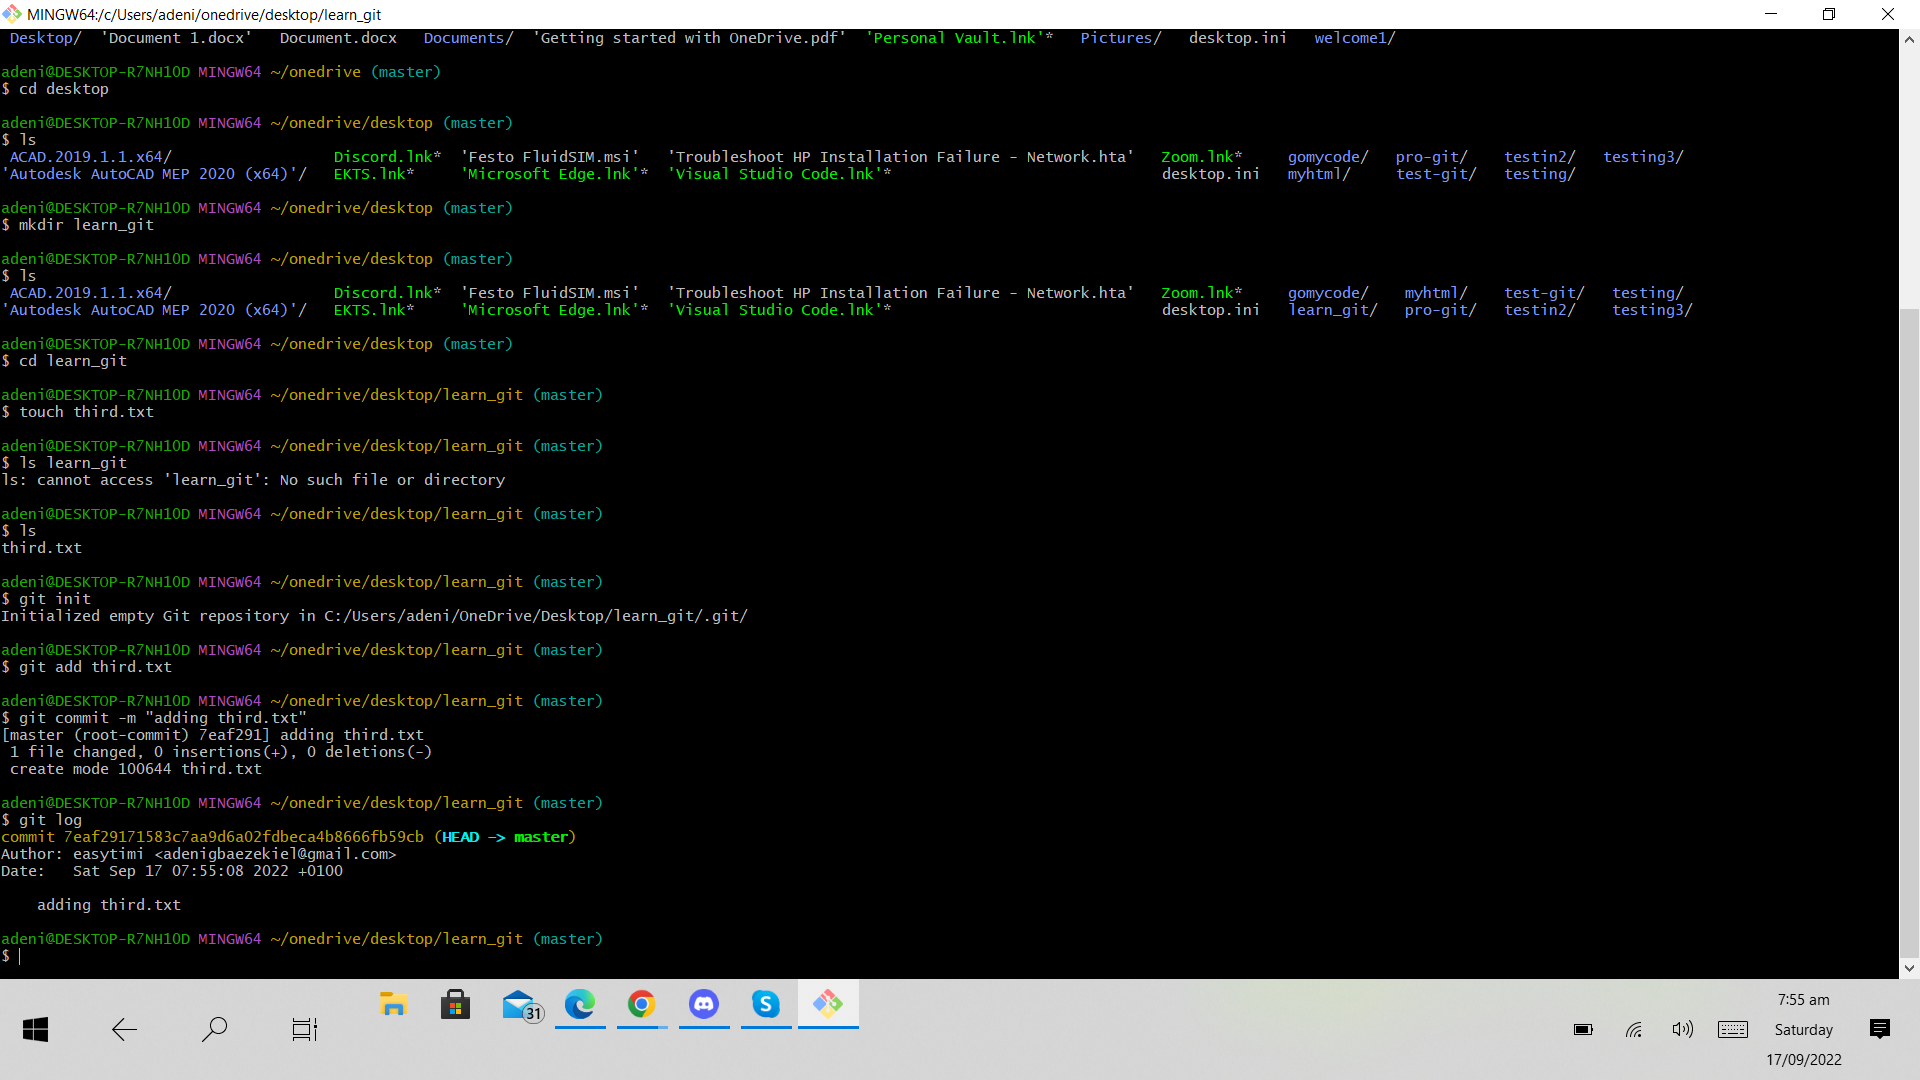 MINGW64:/c/Users/adeni/onedrive/desktop/learn_git
Desktop/  'Document 1.docx'   Document.docx   Documents/  'Getting started with OneDrive.pdf'  'Personal Vault.lnk'*   Pictures/   desktop.ini   welcome1/
adeni@DESKTOP-R7NH1OD MINGW64 ~/onedrive (master)
$ cd desktop
adeni@DESKTOP-R7NH1OD MINGW64 ~/onedrive/desktop (master)
$ ls
ACAD.2019.1.1.x64/   Discord.lnk*   'Festo FluidSIM.msi'   'Troubleshoot HP Installation Failure - Network.hta'   Zoom.lnk*   gomycode/   pro-git/   testin2/   testing3/
'Autodesk AutoCAD MEP 2020 (x64)'/   EKTS.lnk*   'Microsoft Edge.lnk'*   'Visual Studio Code.lnk'*   desktop.ini   myhtml/   test-git/   testing/
adeni@DESKTOP-R7NH1OD MINGW64 ~/onedrive/desktop (master)
$ mkdir learn_git
adeni@DESKTOP-R7NH1OD MINGW64 ~/onedrive/desktop (master)
$ ls
ACAD.2019.1.1.x64/   Discord.lnk*   'Festo FluidSIM.msi'   'Troubleshoot HP Installation Failure - Network.hta'   Zoom.lnk*   gomycode/   myhtml/   test-git/   testing/
'Autodesk AutoCAD MEP 2020 (x64)'/   EKTS.lnk*   'Microsoft Edge.lnk'*   'Visual Studio Code.lnk'*   desktop.ini   learn_git/   pro-git/   testin2/   testing3/
adeni@DESKTOP-R7NH1OD MINGW64 ~/onedrive/desktop (master)
$ cd learn_git
adeni@DESKTOP-R7NH1OD MINGW64 ~/onedrive/desktop/learn_git (master)
$ touch third.txt
adeni@DESKTOP-R7NH1OD MINGW64 ~/onedrive/desktop/learn_git (master)
$ ls learn_git
ls: cannot access 'learn_git': No such file or directory
adeni@DESKTOP-R7NH1OD MINGW64 ~/onedrive/desktop/learn_git (master)
$ ls
third.txt
adeni@DESKTOP-R7NH1OD MINGW64 ~/onedrive/desktop/learn_git (master)
$ git init
Initialized empty Git repository in C:/Users/adeni/OneDrive/Desktop/learn_git/.git/
adeni@DESKTOP-R7NH1OD MINGW64 ~/onedrive/desktop/learn_git (master)
$ git add third.txt
adeni@DESKTOP-R7NH1OD MINGW64 ~/onedrive/desktop/learn_git (master)
$ git commit -m "adding third.txt"
[master (root-commit) 7eaf291] adding third.txt
1 file changed, 0 insertions(+), 0 deletions(-)
create mode 100644 third.txt
adeni@DESKTOP-R7NH1OD MINGW64 ~/onedrive/desktop/learn_git (master)
$ git log
commit 7eaf29171583c7aa9d6a02fdbeca4b8666fb59cb (HEAD -> master)
Author: easytimi <adenigbaezekiel@gmail.com>
Date:   Sat Sep 17 07:55:08 2022 +0100
adding third.txt
adeni@DESKTOP-R7NH1OD MINGW64 ~/onedrive/desktop/learn_git (master)
$
31
7:55 am
Saturday
17/09/2022